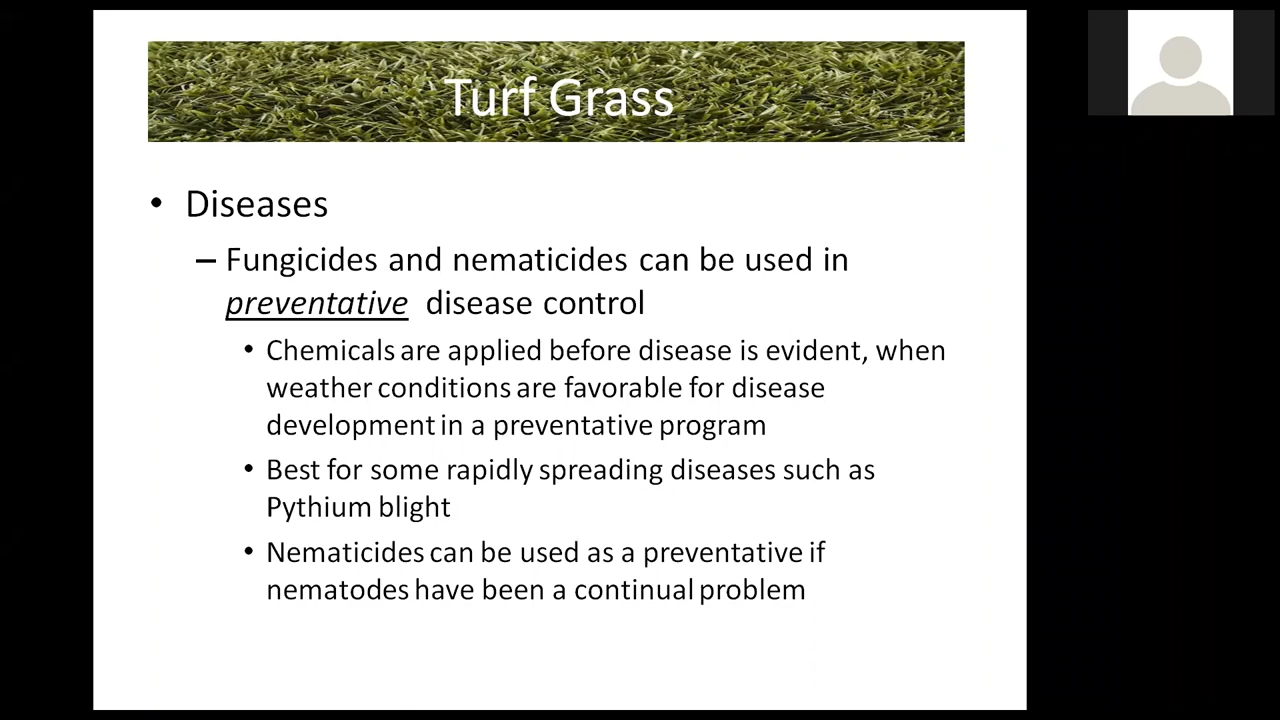 Turf Grass
• Diseases
– Fungicides and nematicides can be used in
preventative disease control
• Chemicals are applied before disease is evident, when
weather conditions are favorable for disease
development in a preventative program
• Best for some rapidly spreading diseases such as
Pythium blight
• Nematicides can be used as a preventative if
nematodes have been a continual problem